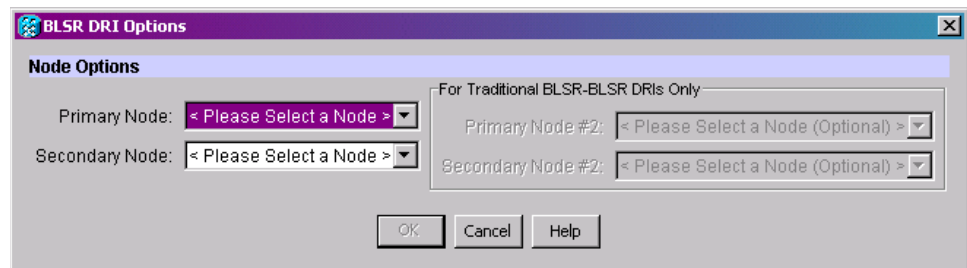 BLSR DRI Options
Node Options
For Traditional BLSR-BLSR DRIs Only
Primary Node: < Please Select a Node >
Primary Node #2: < Please Select a Node (Optional) >
Secondary Node: < Please Select a Node >
Secondary Node #2: < Please Select a Node (Optional) >
OK Cancel Help